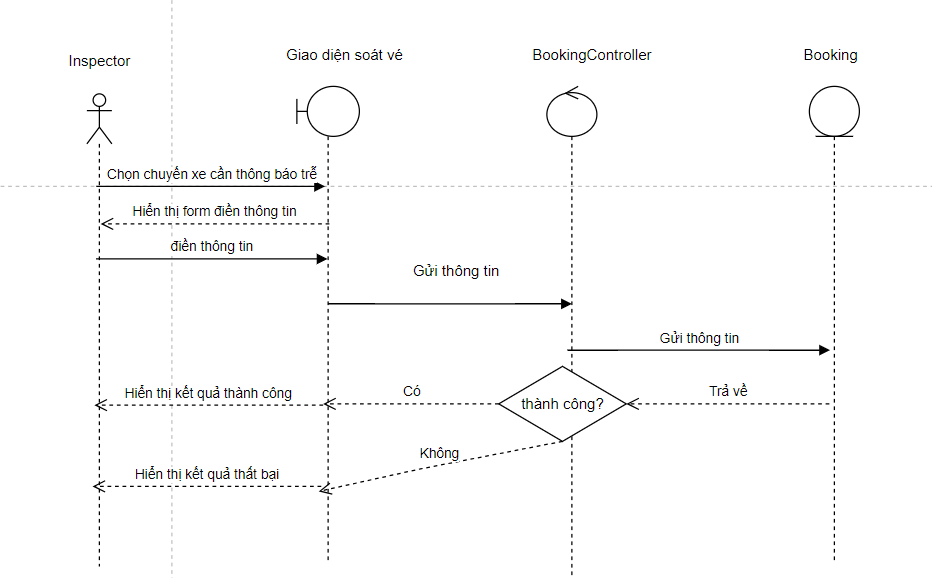 Inspector
Giao diện soát vé
BookingController
Booking
Chọn chuyến xe cần thông báo trễ
Hiển thị form điền thông tin
điền thông tin
Gửi thông tin
Gửi thông tin
Hiển thị kết quả thành công
Có
thành công?
Trả về
Không
Hiển thị kết quả thất bại